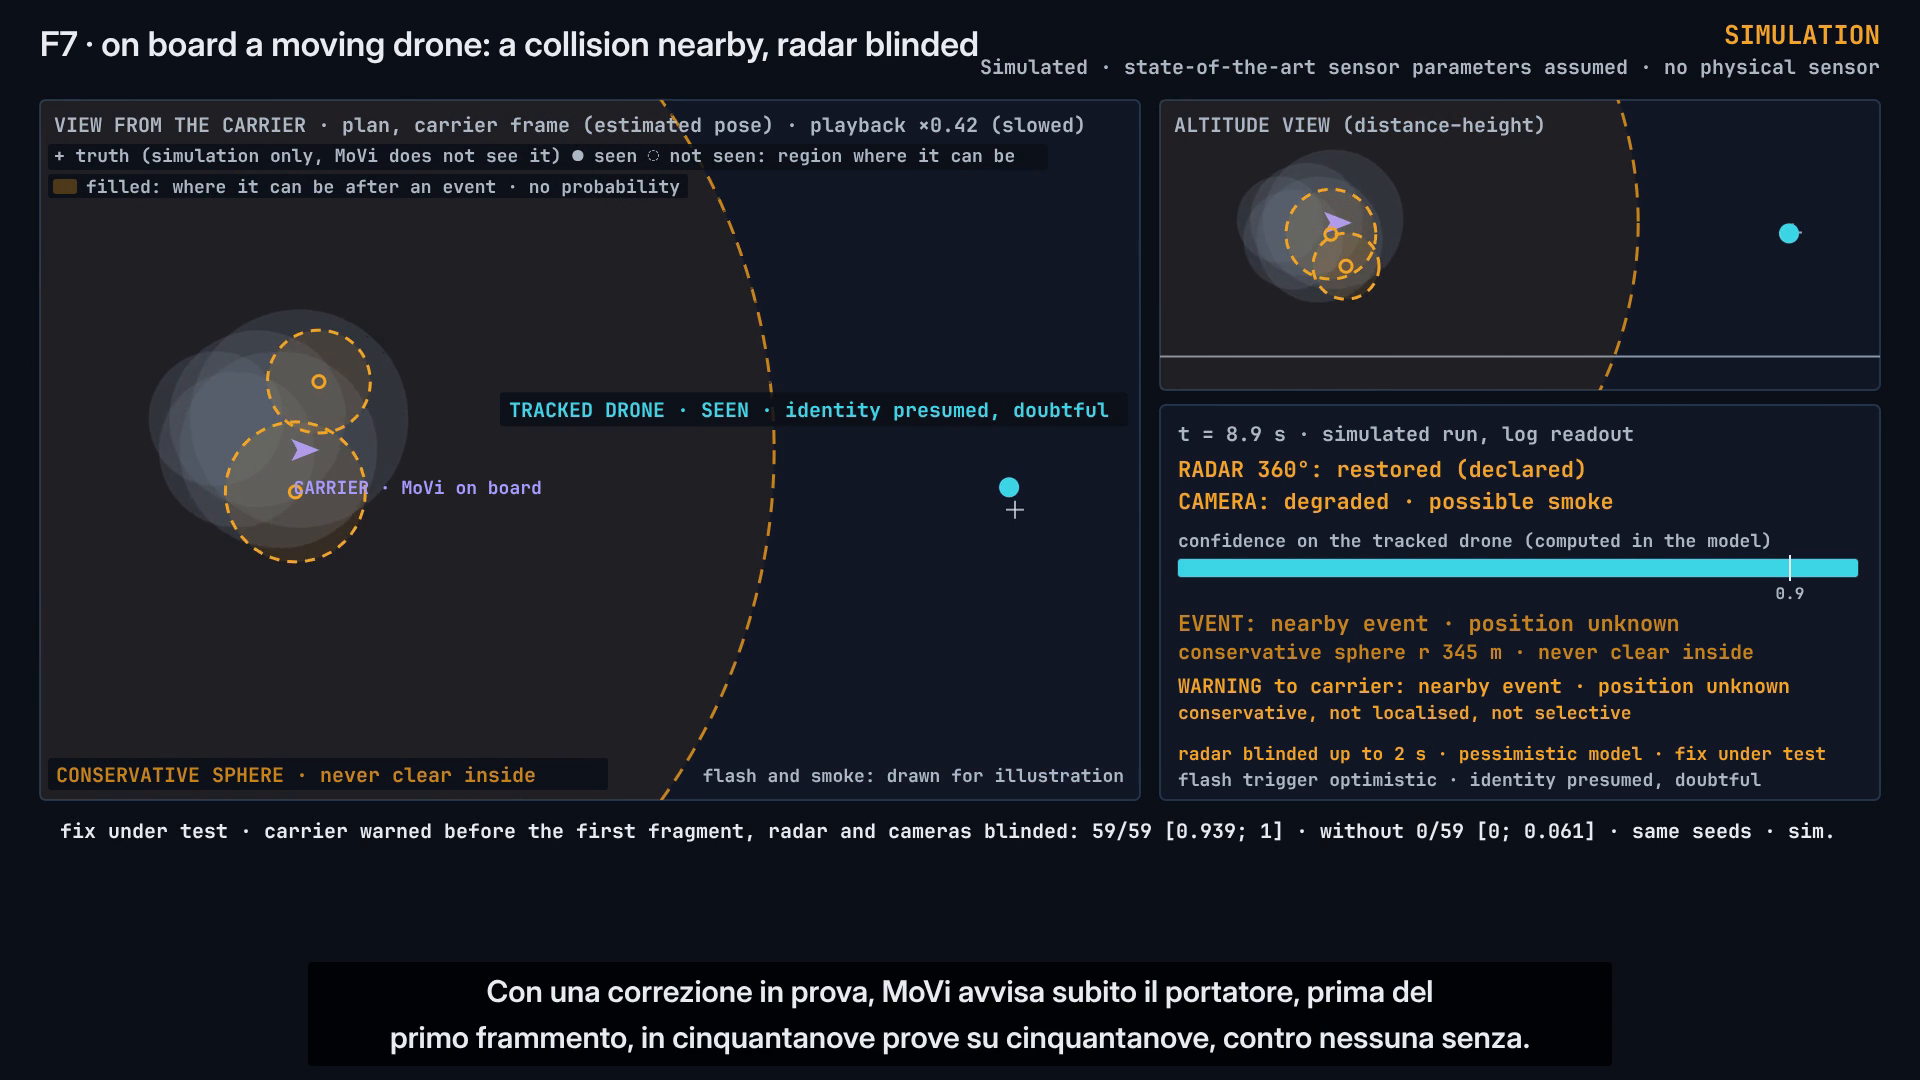 F7 · on board a moving drone: a collision nearby, radar blinded
SIMULATION
Simulated · state-of-the-art sensor parameters assumed · no physical sensor
VIEW FROM THE CARRIER · plan, carrier frame (estimated pose) · playback ×0.42 (slowed)
+ truth (simulation only, MoVi does not see it) ● seen ◌ not seen: region where it can be
filled: where it can be after an event · no probability
TRACKED DRONE · SEEN · identity presumed, doubtful
CARRIER · MoVi on board
CONSERVATIVE SPHERE · never clear inside
flash and smoke: drawn for illustration
ALTITUDE VIEW (distance-height)
t = 8.9 s · simulated run, log readout
RADAR 360°: restored (declared)
CAMERA: degraded · possible smoke
confidence on the tracked drone (computed in the model)
0.9
EVENT: nearby event · position unknown
conservative sphere r 345 m · never clear inside
WARNING to carrier: nearby event · position unknown
conservative, not localised, not selective
radar blinded up to 2 s · pessimistic model · fix under test
flash trigger optimistic · identity presumed, doubtful
fix under test · carrier warned before the first fragment, radar and cameras blinded: 59/59 [0.939; 1] · without 0/59 [0; 0.061] · same seeds · sim.
Con una correzione in prova, MoVi avvisa subito il portatore, prima del
primo frammento, in cinquantanove prove su cinquantanove, contro nessuna senza.